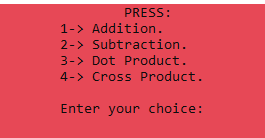 PRESS:
1-> Addition.
2-> Subtraction.
3-> Dot Product.
4-> Cross Product.
Enter your choice: